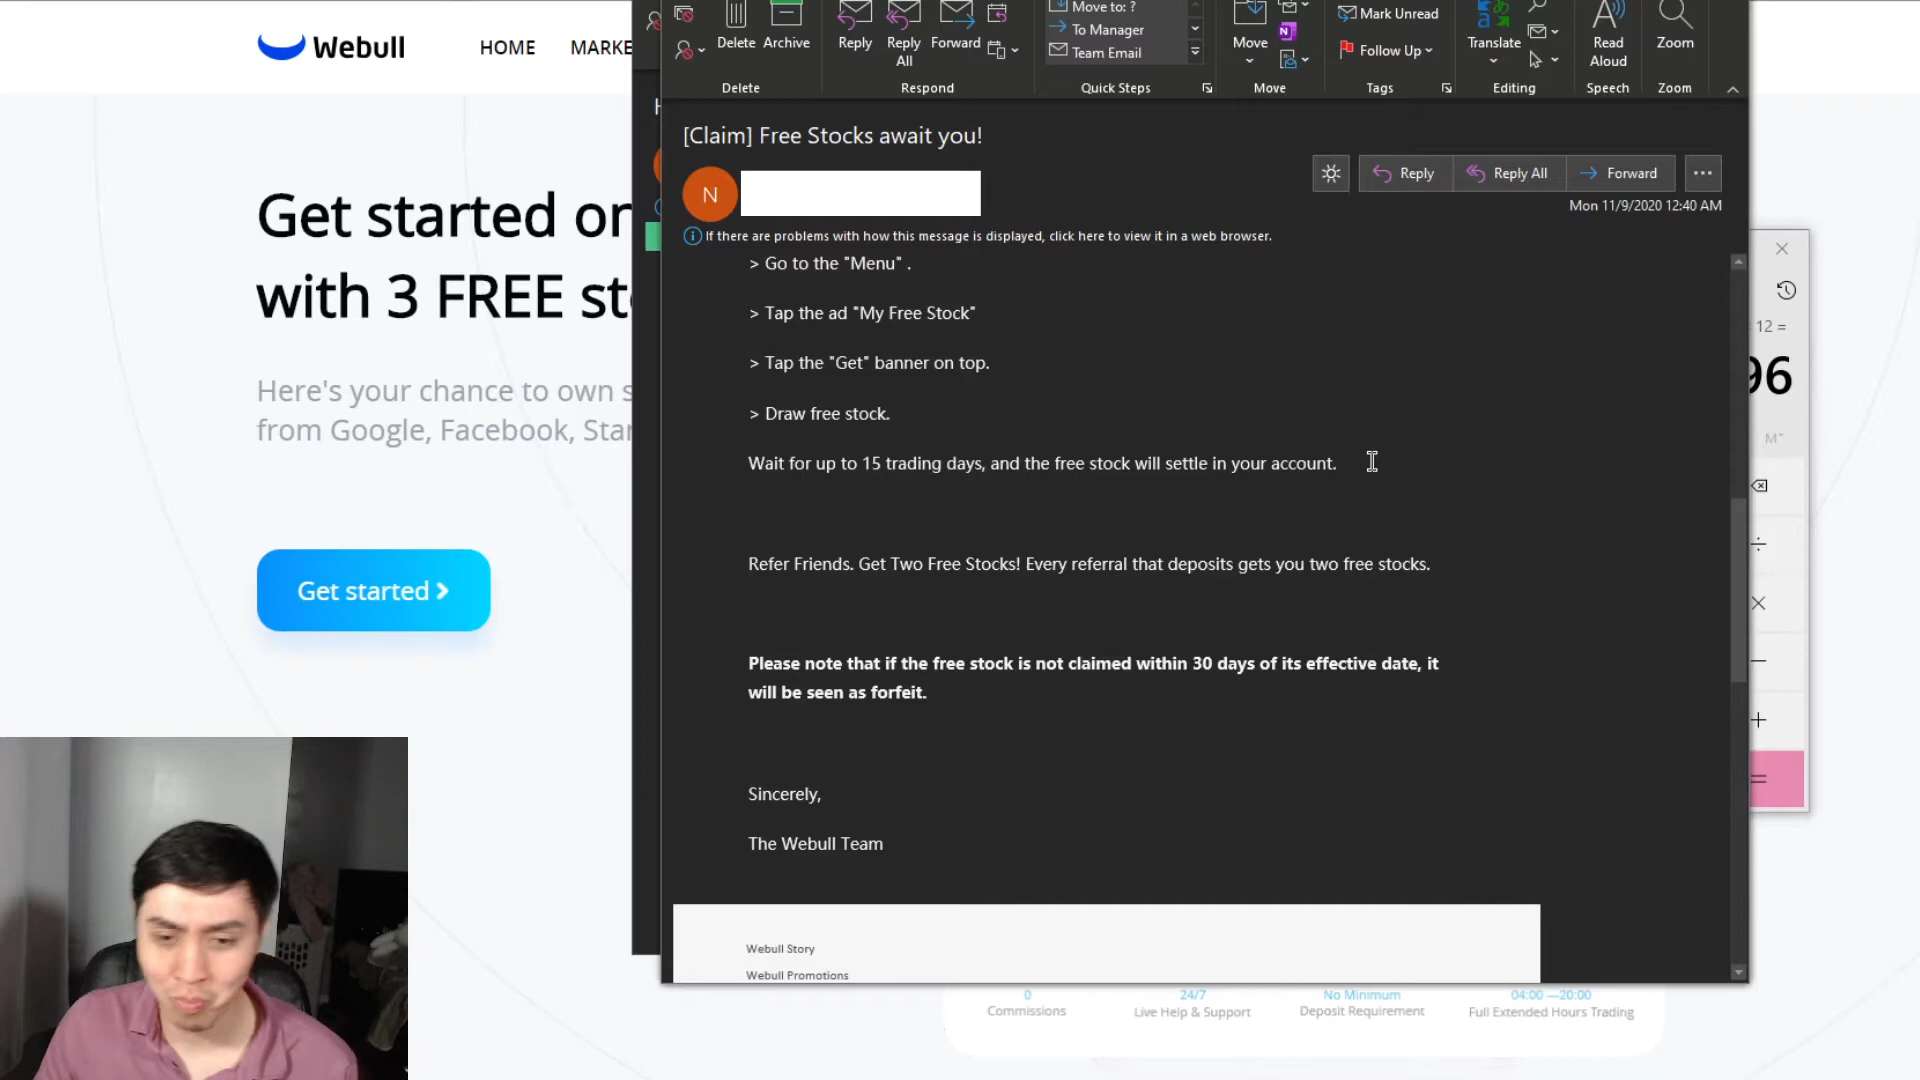 Webull
HOME
MARKE
Get started on
with 3 FREE st
Here's your chance to own s
from Google, Facebook, Star
Get started
Delete
Archive
Delete
Reply
Reply All
Forward
Respond
Move to: ?
To Manager
Team Email
Quick Steps
Move
Move
Mark Unread
Follow Up
Tags
Translate
Editing
Read Aloud
Speech
Zoom
Zoom
[Claim] Free Stocks await you!
N
Reply
Reply All
Forward
Mon 11/9/2020 12:40 AM
If there are problems with how this message is displayed, click here to view it in a web browser.
> Go to the "Menu" .
> Tap the ad "My Free Stock"
> Tap the "Get" banner on top.
> Draw free stock.
Wait for up to 15 trading days, and the free stock will settle in your account.
Refer Friends. Get Two Free Stocks! Every referral that deposits gets you two free stocks.
Please note that if the free stock is not claimed within 30 days of its effective date, it
will be seen as forfeit.
Sincerely,
The Webull Team
Webull Story
Webull Promotions
12 =
96
M
÷
×
−
+
=
0
Commissions
24/7
Live Help & Support
No Minimum
Deposit Requirement
04:00 —20:00
Full Extended Hours Trading